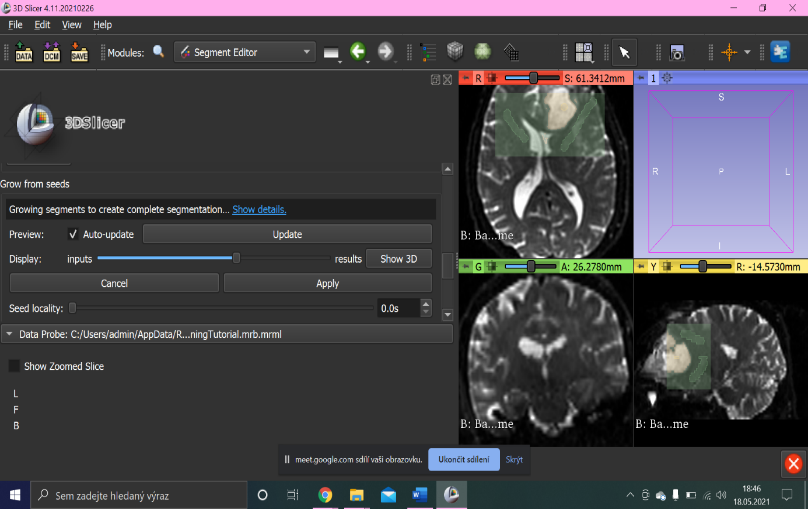 3D Slicer 4.11.20210226
File Edit View Help
DATA DCM SAVE Modules: Segment Editor
3DSlicer
Grow from seeds
Growing segments to create complete segmentation... Show details.
Preview: Auto-update Update
Display: inputs results Show 3D
Cancel Apply
Seed locality: 0.0s
Data Probe: C:/Users/admin/AppData/R...ningTutorial.mrb.mrml
Show Zoomed Slice
L
F
B
R S: 61.3412mm
B: Ba...me
1
S
R P L
I
G A: 26.2780mm
B: Ba...me
Y R: -14.5730mm
B: Ba...me
meet.google.com sdílí vaši obrazovku. Ukončit sdílení Skrýt
Sem zadejte hledaný výraz
18:46
18.05.2021